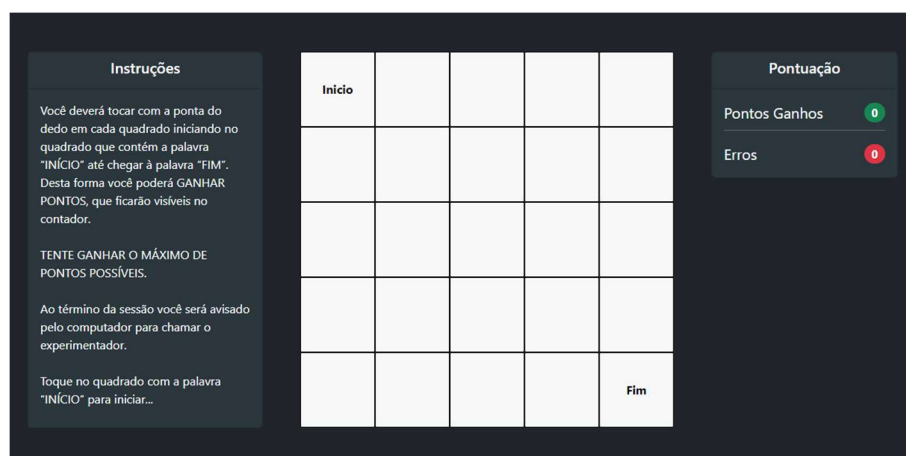 Instruções
Você deverá tocar com a ponta do
dedo em cada quadrado iniciando no
quadrado que contém a palavra
"INÍCIO" até chegar à palavra "FIM".
Desta forma você poderá GANHAR
PONTOS, que ficarão visíveis no
contador.
TENTE GANHAR O MÁXIMO DE
PONTOS POSSÍVEIS.
Ao término da sessão você será avisado
pelo computador para chamar o
experimentador.
Toque no quadrado com a palavra
"INÍCIO" para iniciar...
Inicio
Fim
Pontuação
Pontos Ganhos 0
Erros 0